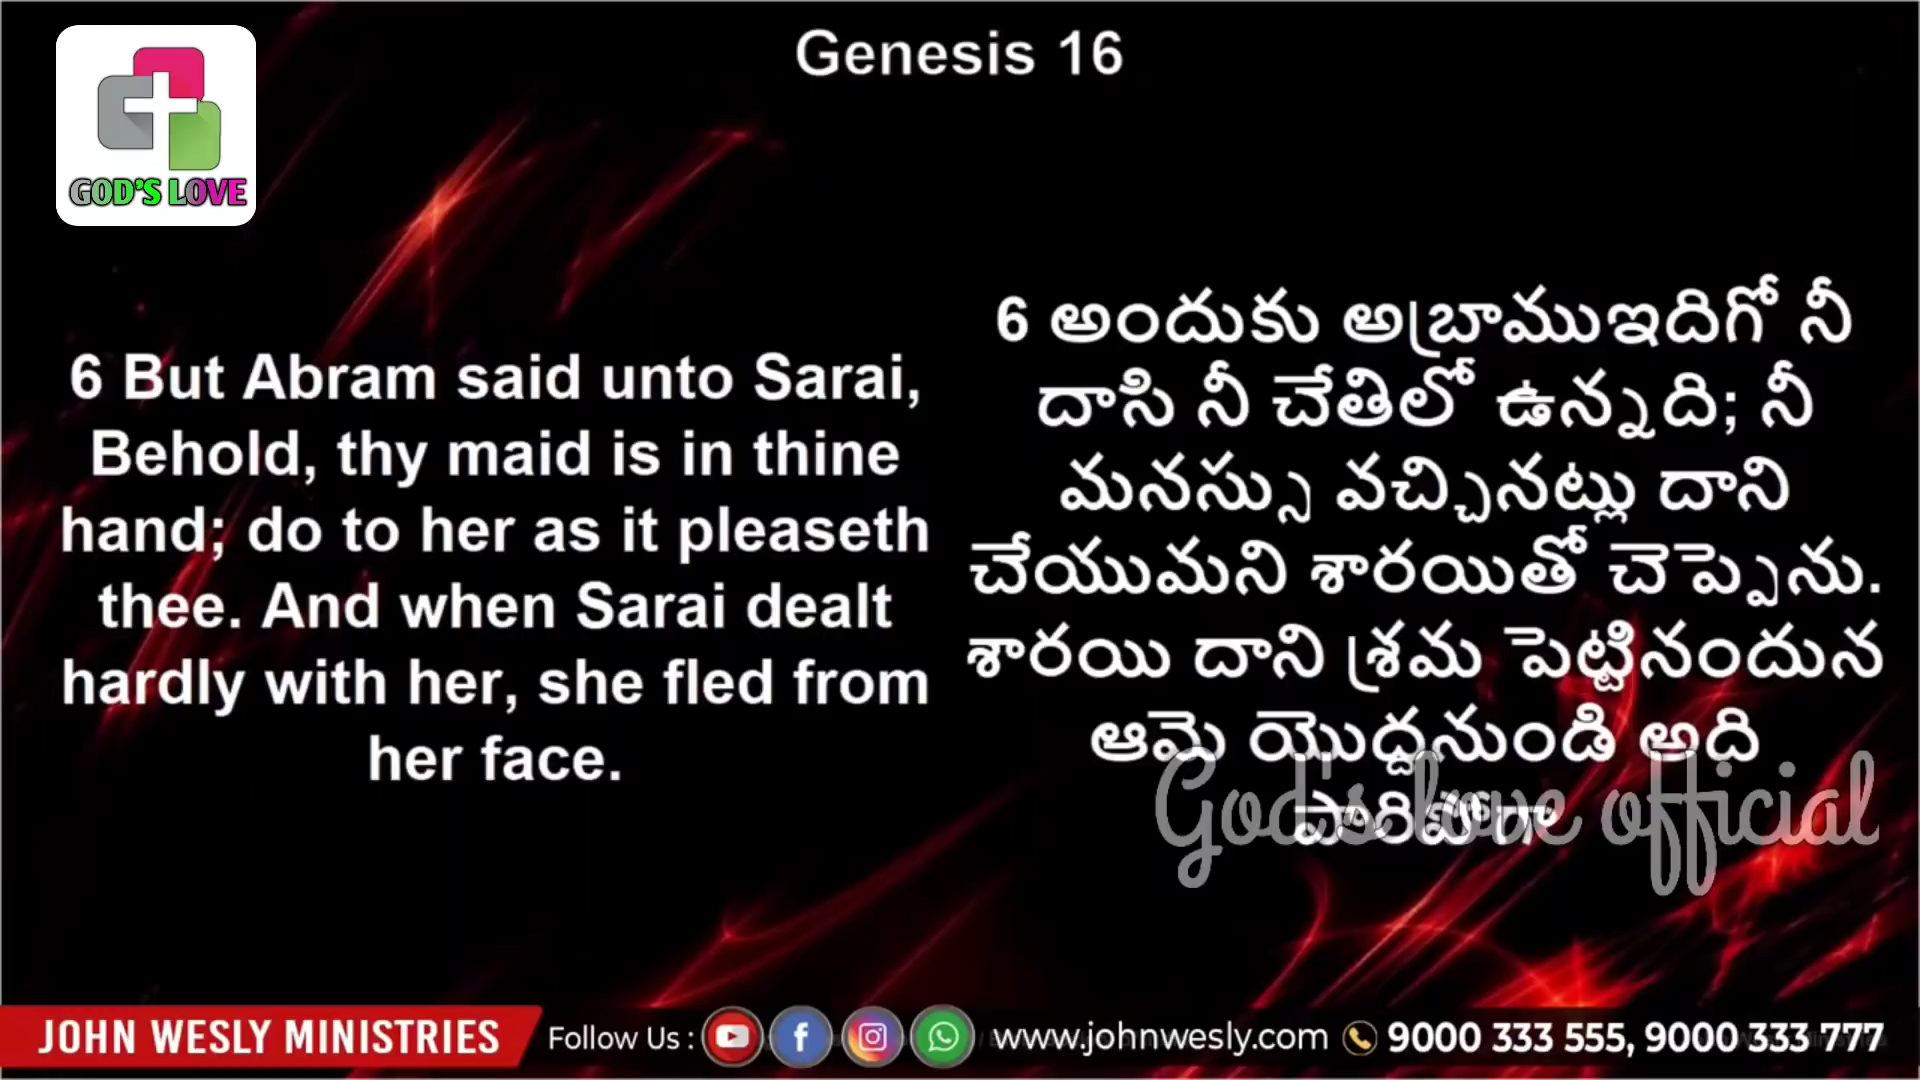 Genesis 16
GOD'S LOVE
6 But Abram said unto Sarai,
Behold, thy maid is in thine
hand; do to her as it pleaseth
thee. And when Sarai dealt
hardly with her, she fled from
her face.
6 అందుకు అబ్రాముఇదిగో నీ
దాసి నీ చేతిలో ఉన్నది; నీ
మనస్సు వచ్చినట్లు దాని
చేయుమని శారయితో చెప్పెను.
శారయి దాని శ్రమ పెట్టినందున
ఆమె యొద్దనుండి అది
పారిపోగా
God's love official
JOHN WESLY MINISTRIES
Follow Us :
www.johnwesly.com
9000 333 555, 9000 333 777